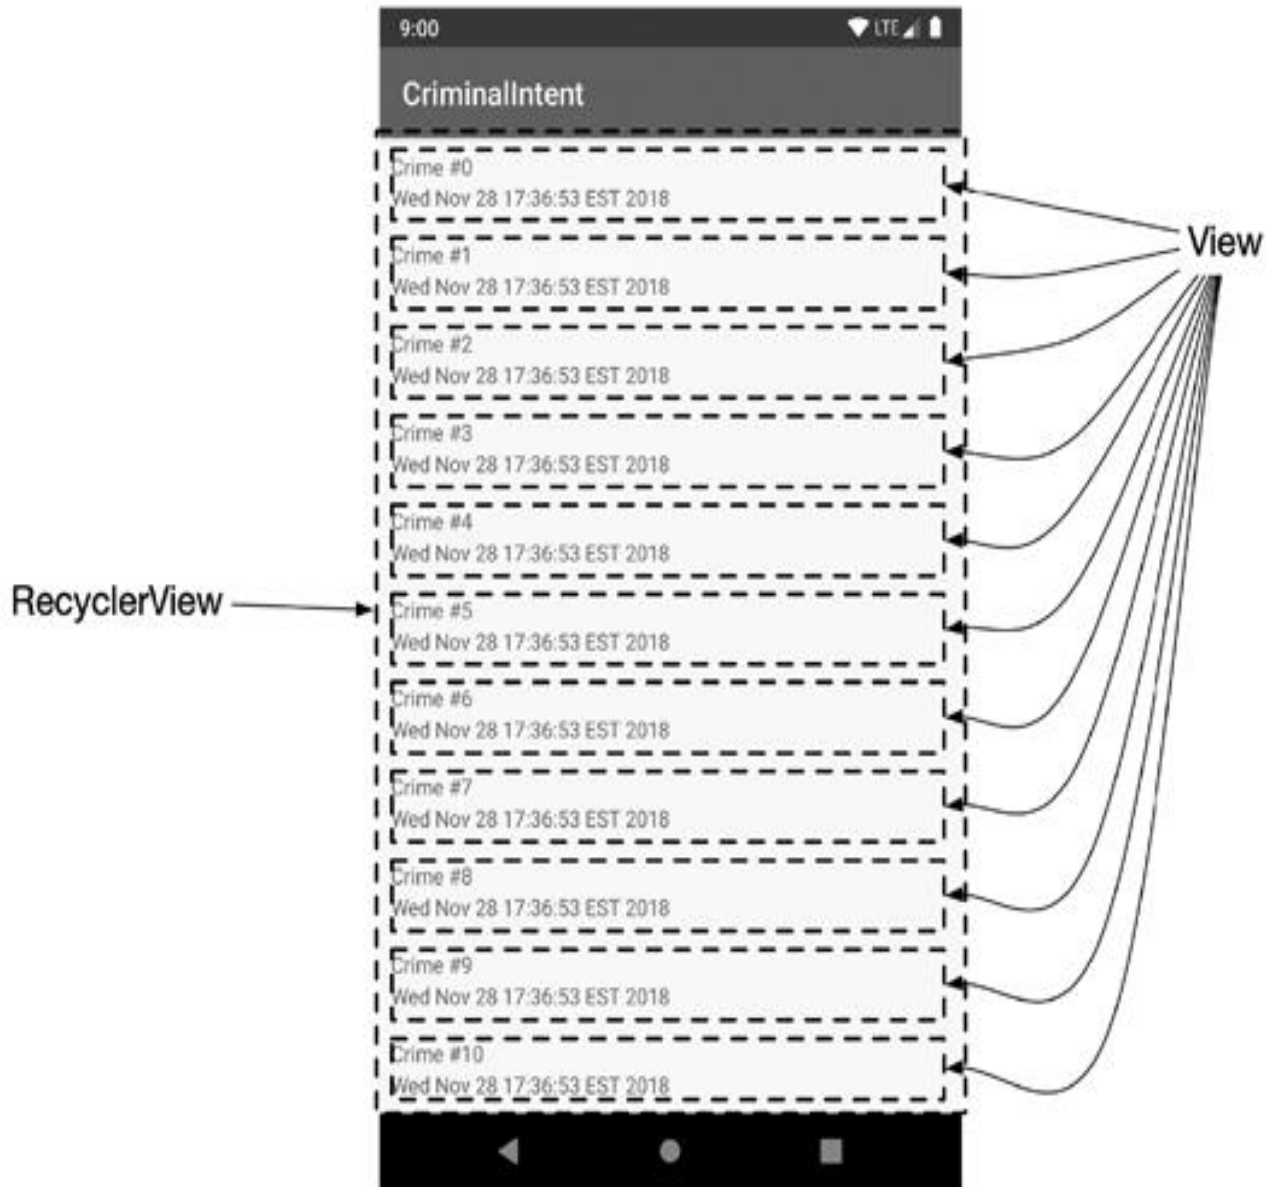 9:00 LTE
CriminalIntent
Crime #0
Wed Nov 28 17:36:53 EST 2018
View
Crime #1
Wed Nov 28 17:36:53 EST 2018
Crime #2
Wed Nov 28 17:36:53 EST 2018
Crime #3
Wed Nov 28 17:36:53 EST 2018
Crime #4
Wed Nov 28 17:36:53 EST 2018
RecyclerView
Crime #5
Wed Nov 28 17:36:53 EST 2018
Crime #6
Wed Nov 28 17:36:53 EST 2018
Crime #7
Wed Nov 28 17:36:53 EST 2018
Crime #8
Wed Nov 28 17:36:53 EST 2018
Crime #9
Wed Nov 28 17:36:53 EST 2018
Crime #10
Wed Nov 28 17:36:53 EST 2018